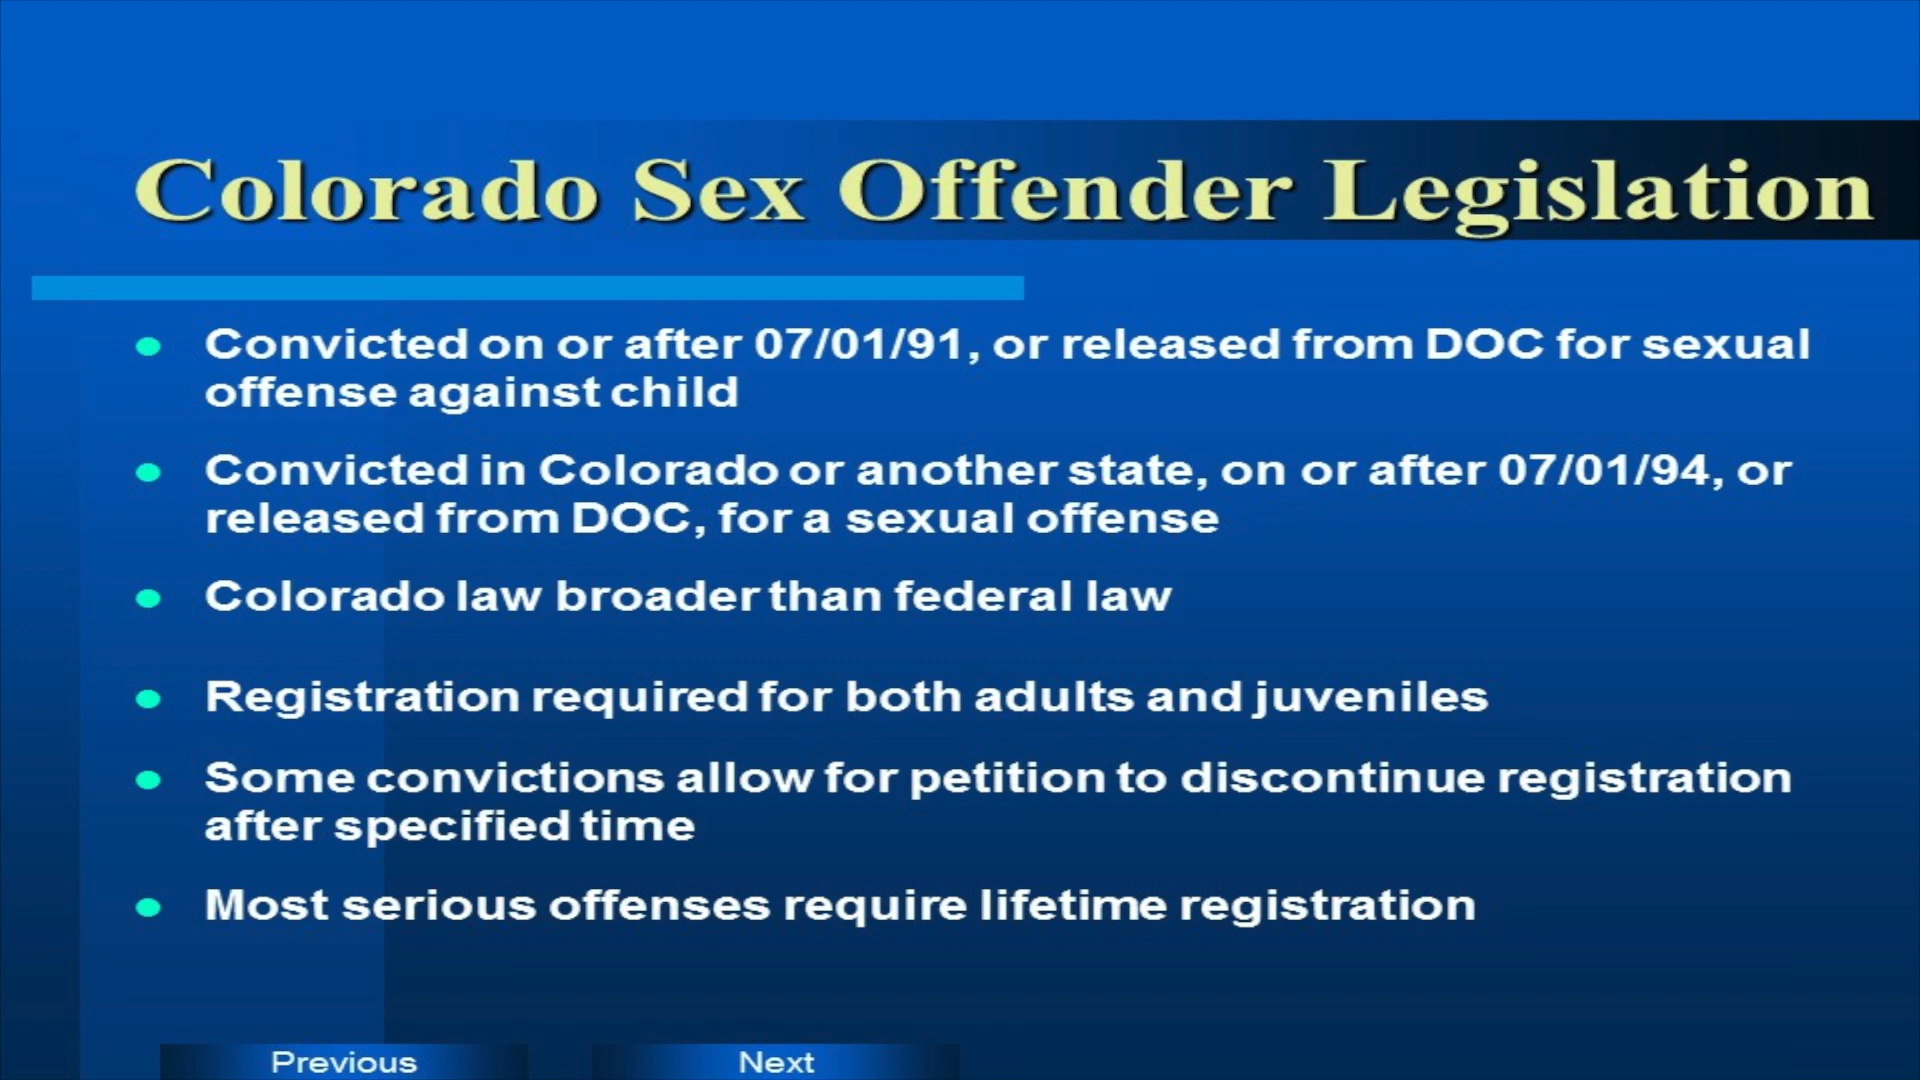 Colorado Sex Offender Legislation
Convicted on or after 07/01/91, or released from DOC for sexual
offense against child
Convicted in Colorado or another state, on or after 07/01/94, or
released from DOC, for a sexual offense
Colorado law broader than federal law
Registration required for both adults and juveniles
Some convictions allow for petition to discontinue registration
after specified time
Most serious offenses require lifetime registration
Previous
Next